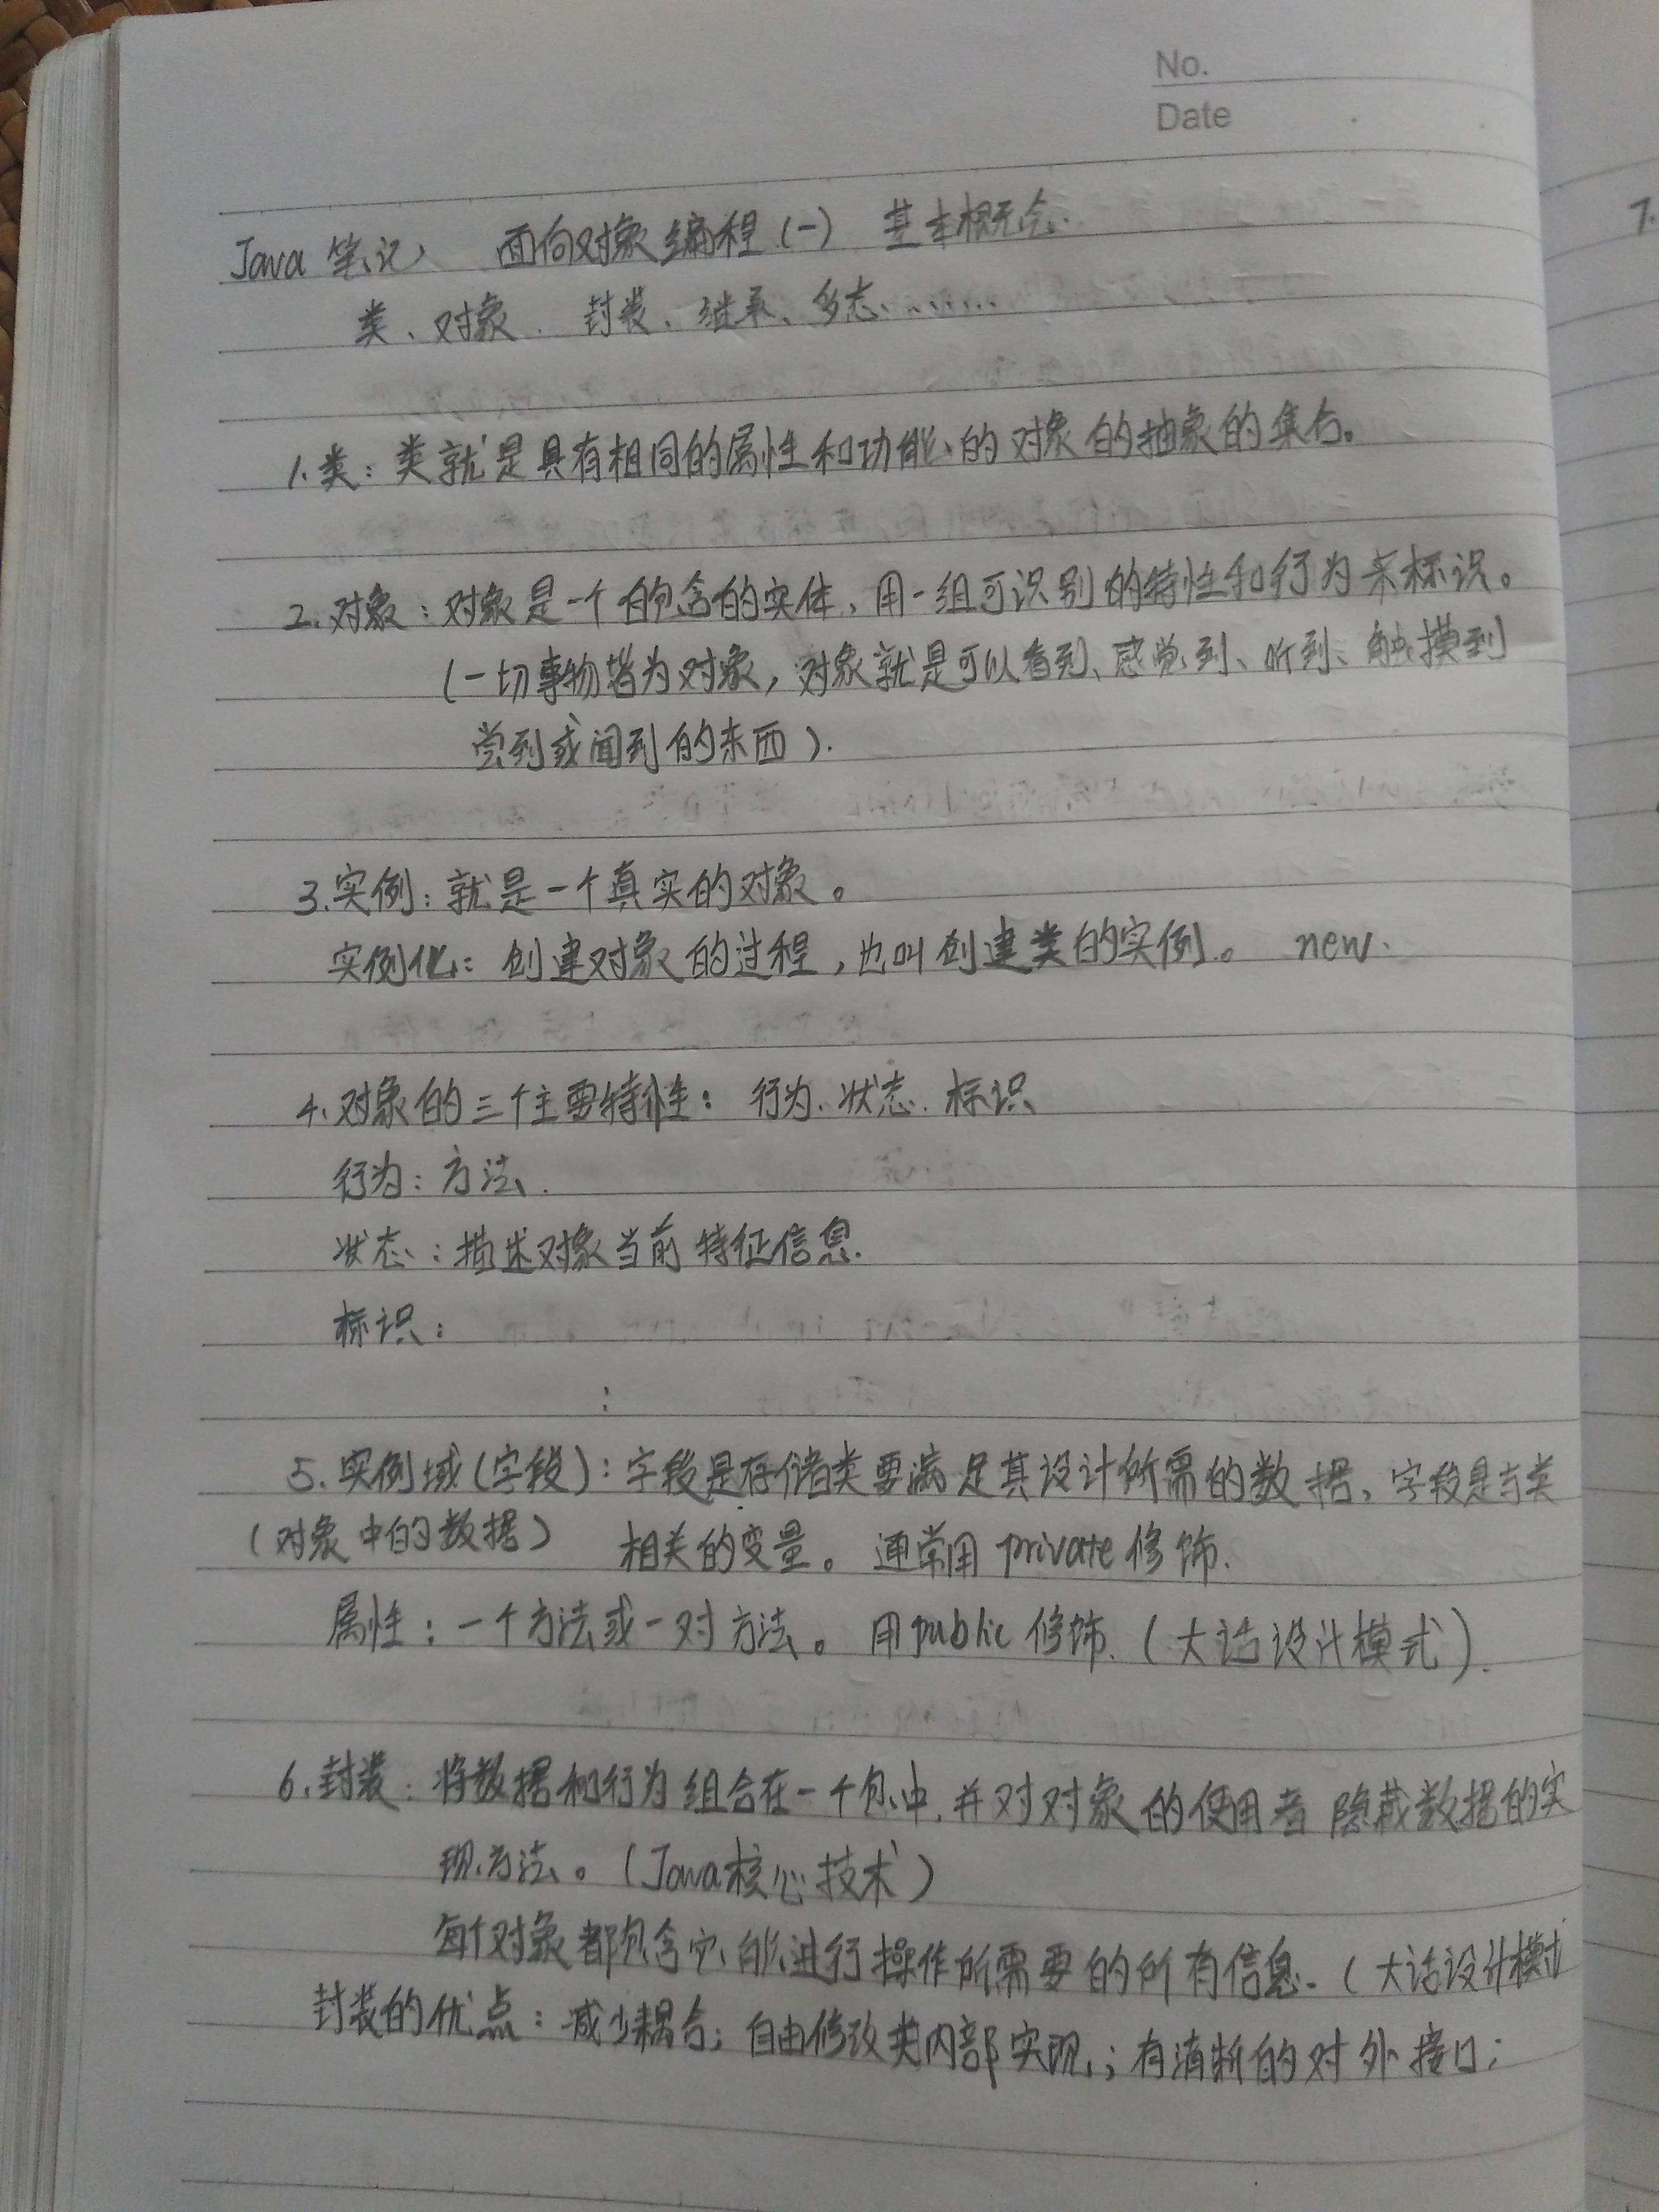 No.
Date
Java 笔记 面向对象编程(一) 基本概念.
类、对象. 封装、继承、多态、......
1.类:类就是具有相同的属性和功能的对象的抽象的集合。
2.对象:对象是一个自包含的实体、用一组可识别的特性和行为来标识。
(一切事物皆为对象,对象就是可以看到、感觉到、听到、触摸到
尝到或闻到的东西).
3.实例:就是一个真实的对象。
实例化:创建对象的过程,也叫创建类的实例。 new.
4.对象的三个主要特性: 行为.状态.标识
行为:方法.
状态:描述对象当前特征信息.
标识:
:
5.实例域(字段):字段是存储类要满足其设计所需的数据、字段是与类
(对象中的数据) 相关的变量。通常用 private 修饰.
属性:一个方法或一对方法。用public 修饰.(大话设计模式).
6.封装:将数据和行为组合在一个包中.并对对象的使用者隐藏数据的实
现方法。(Java核心技术)
每个对象都包含它能进行操作所需要的所有信息.(大话设计模式
封装的优点:减少耦合;自由修改类内部实现;有清晰的对外接口;
7.